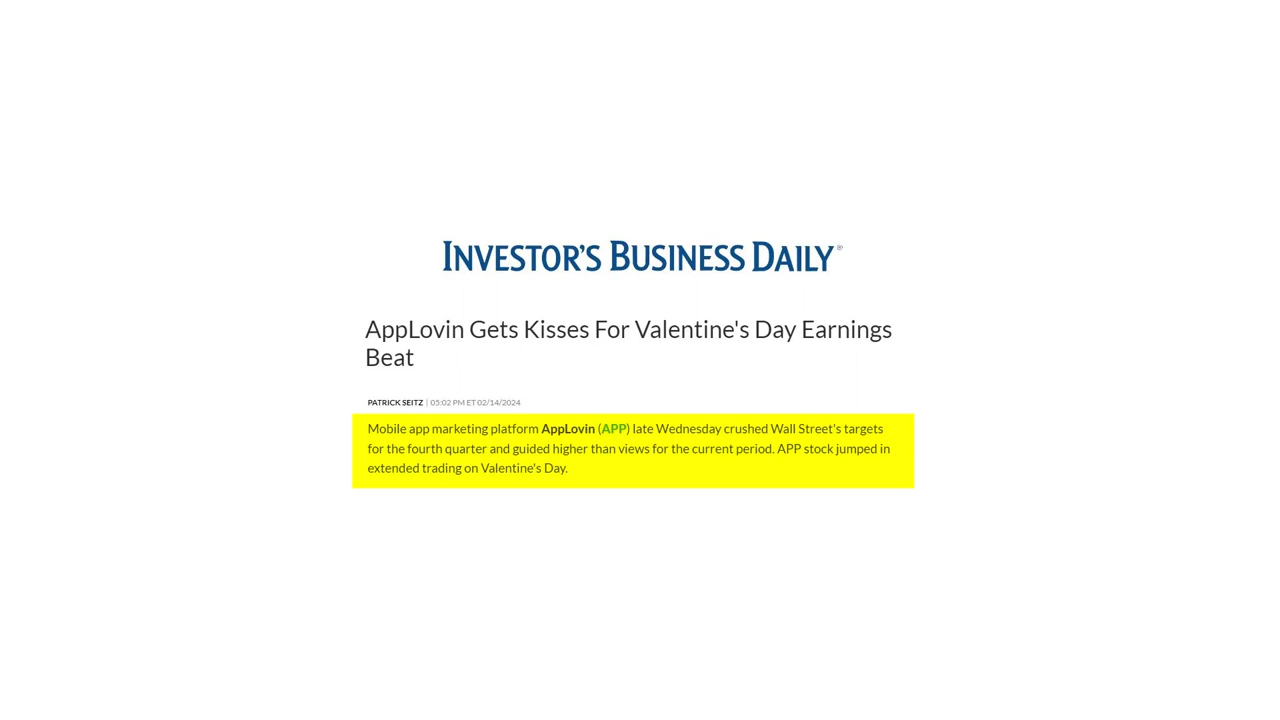 INVESTOR'S BUSINESS DAILY®
AppLovin Gets Kisses For Valentine's Day Earnings
Beat
PATRICK SEITZ | 05:02 PM ET 02/14/2024
Mobile app marketing platform AppLovin (APP) late Wednesday crushed Wall Street's targets
for the fourth quarter and guided higher than views for the current period. APP stock jumped in
extended trading on Valentine's Day.